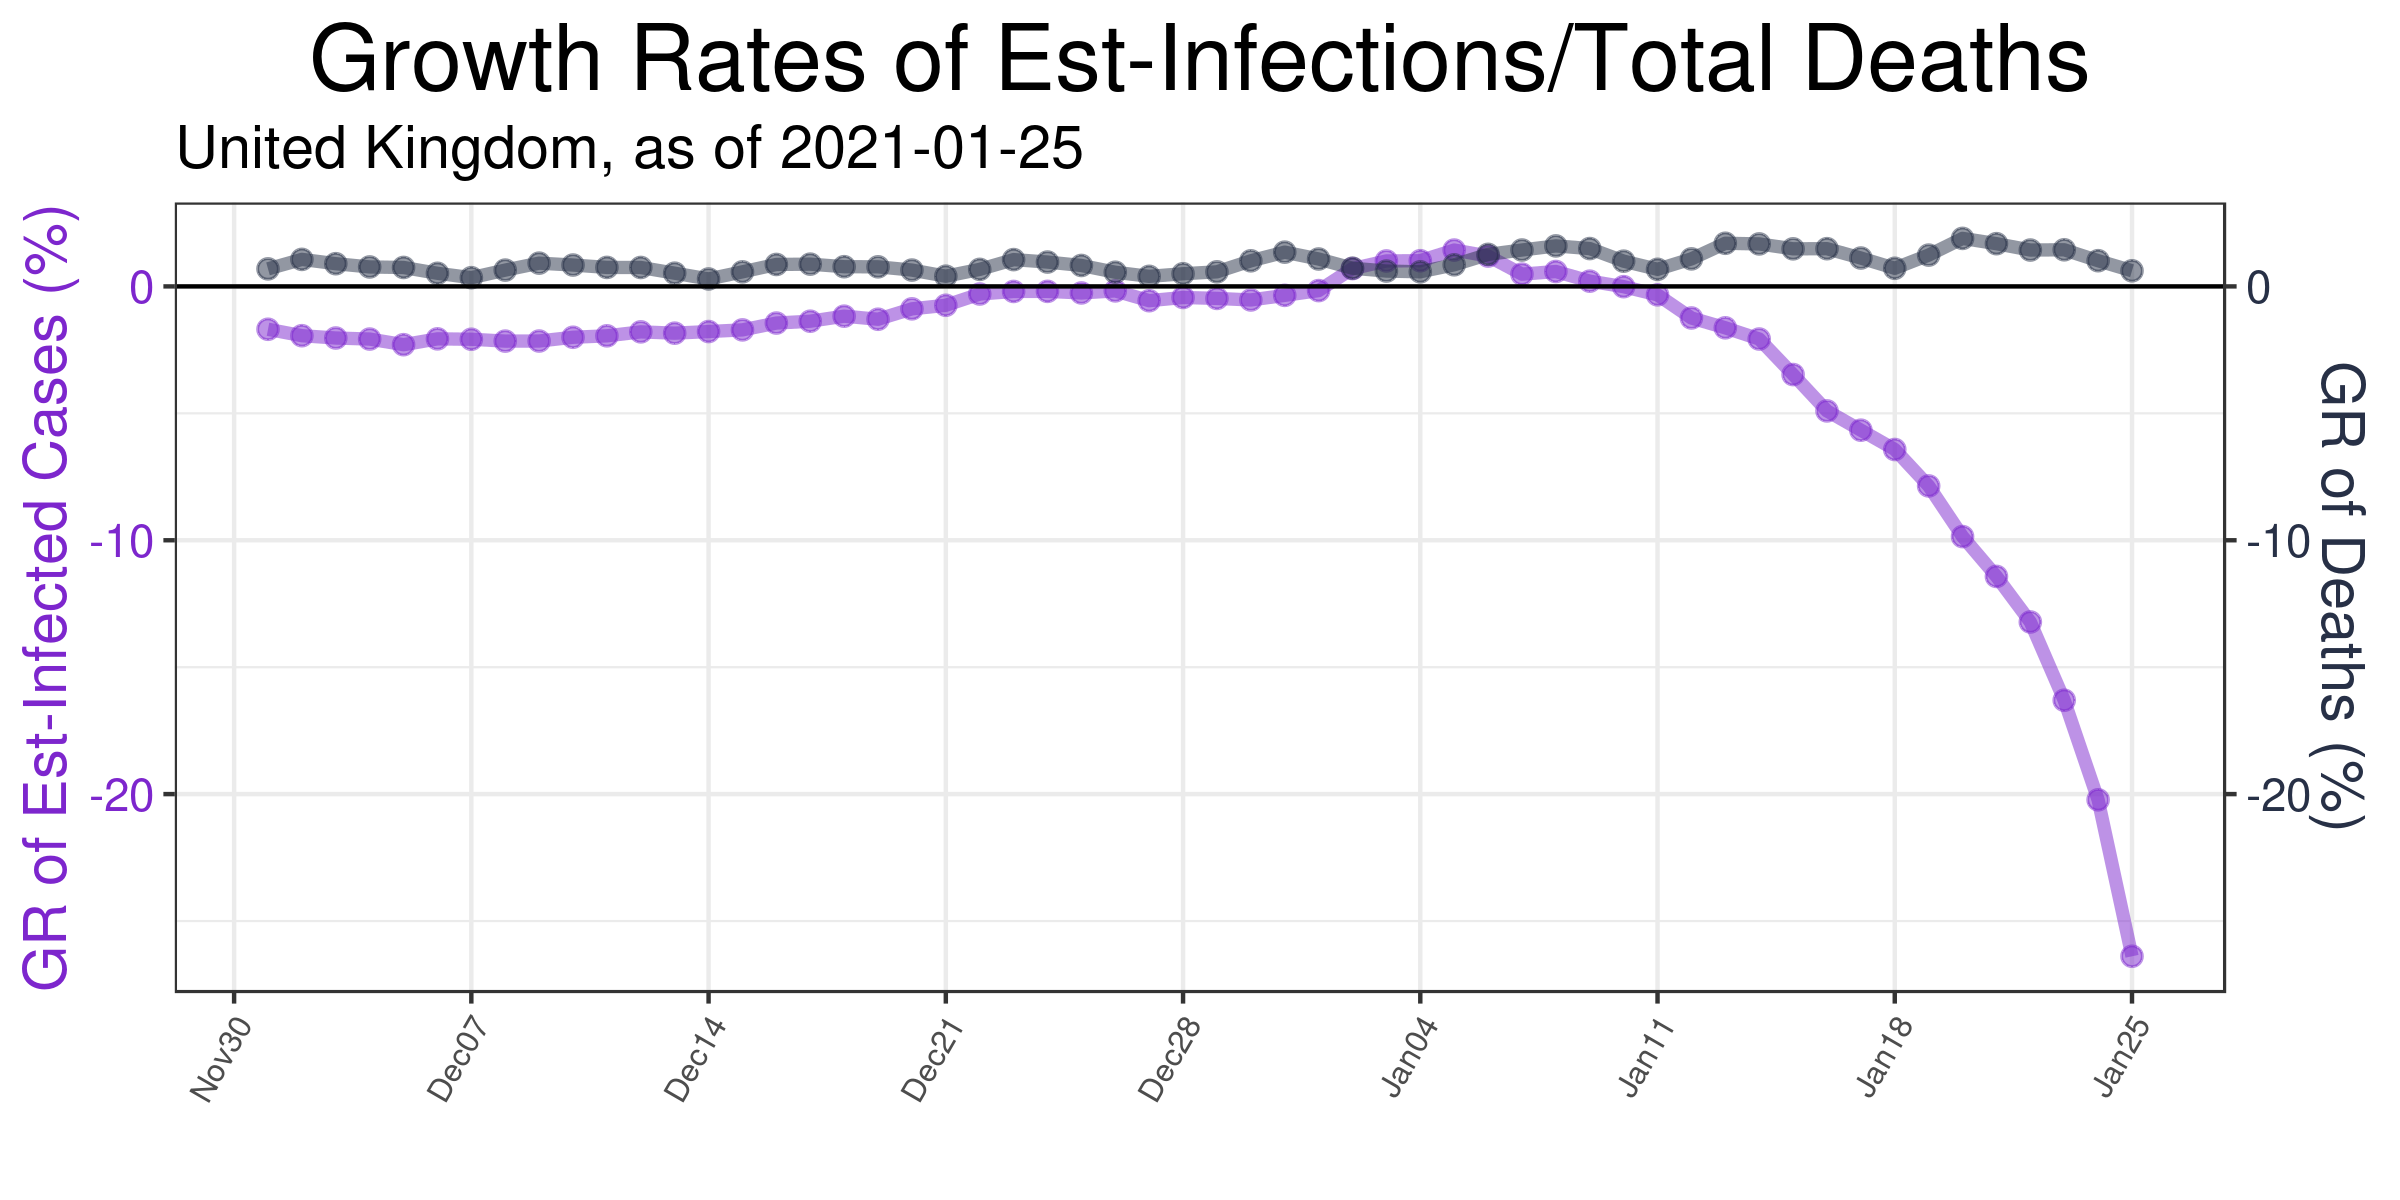 Growth Rates of Est-Infections/Total Deaths
United Kingdom, as of 2021-01-25
GR of Est-Infected Cases (%)
0
-10
-20
0
-10
-20
GR of Deaths (%)
Nov30
Dec07
Dec14
Dec21
Dec28
Jan04
Jan11
Jan18
Jan25